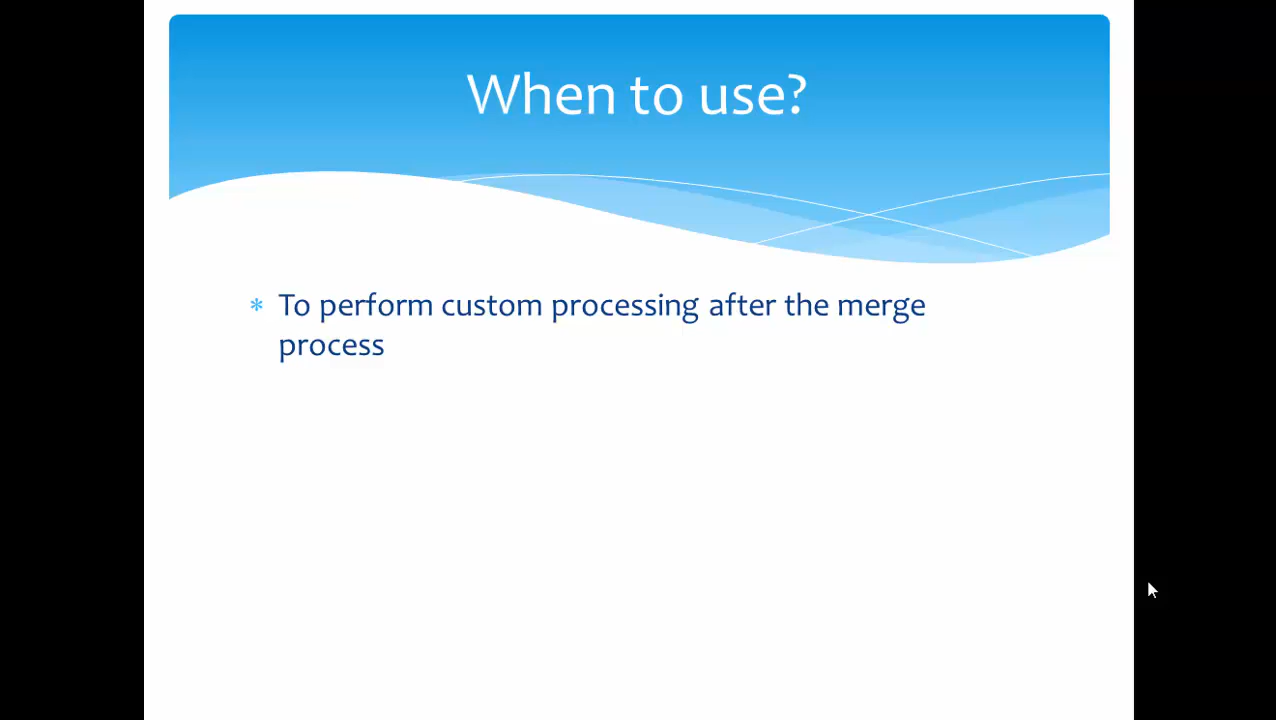 When to use?
* To perform custom processing after the merge
process